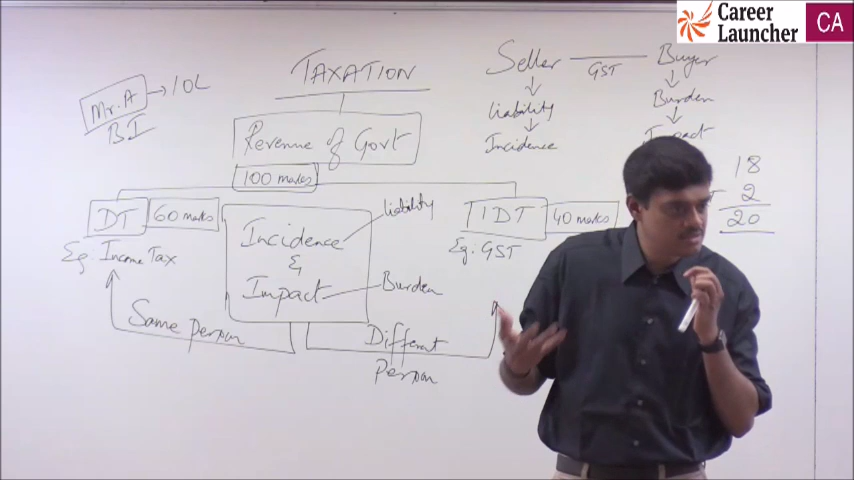 Career
Launcher
CA
TAXATION
Mr. A → 10L
BI
Revenue of Govt
100 marks
DT
60 marks
Eg. Income Tax
Incidence
&
Impact
liability
Burden
IDT
40 marks
Eg. GST
Same person
Different
Person
Seller
GST
Buyer
liability
Burden
Incidence
Impact
18
2
20